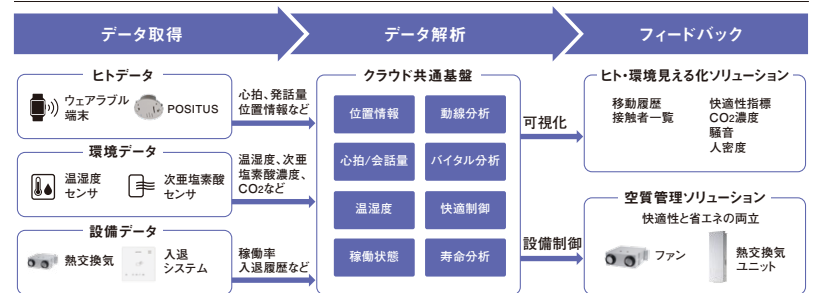 データ取得
データ解析
フィードバック
ヒトデータ
ウェアラブル
端末
POSITUS
心拍、発話量
位置情報など
環境データ
温湿度
センサ
次亜塩素酸
センサ
温湿度、次亜
塩素酸濃度、
CO2など
設備データ
熱交換気
入退
システム
稼働率
入退履歴など
クラウド共通基盤
位置情報
動線分析
心拍/会話量
バイタル分析
温湿度
快適制御
稼働状態
寿命分析
可視化
設備制御
ヒト・環境見える化ソリューション
移動履歴
接触者一覧
快適性指標
CO2濃度
騒音
人密度
空質管理ソリューション
快適性と省エネの両立
ファン
熱交換気
ユニット